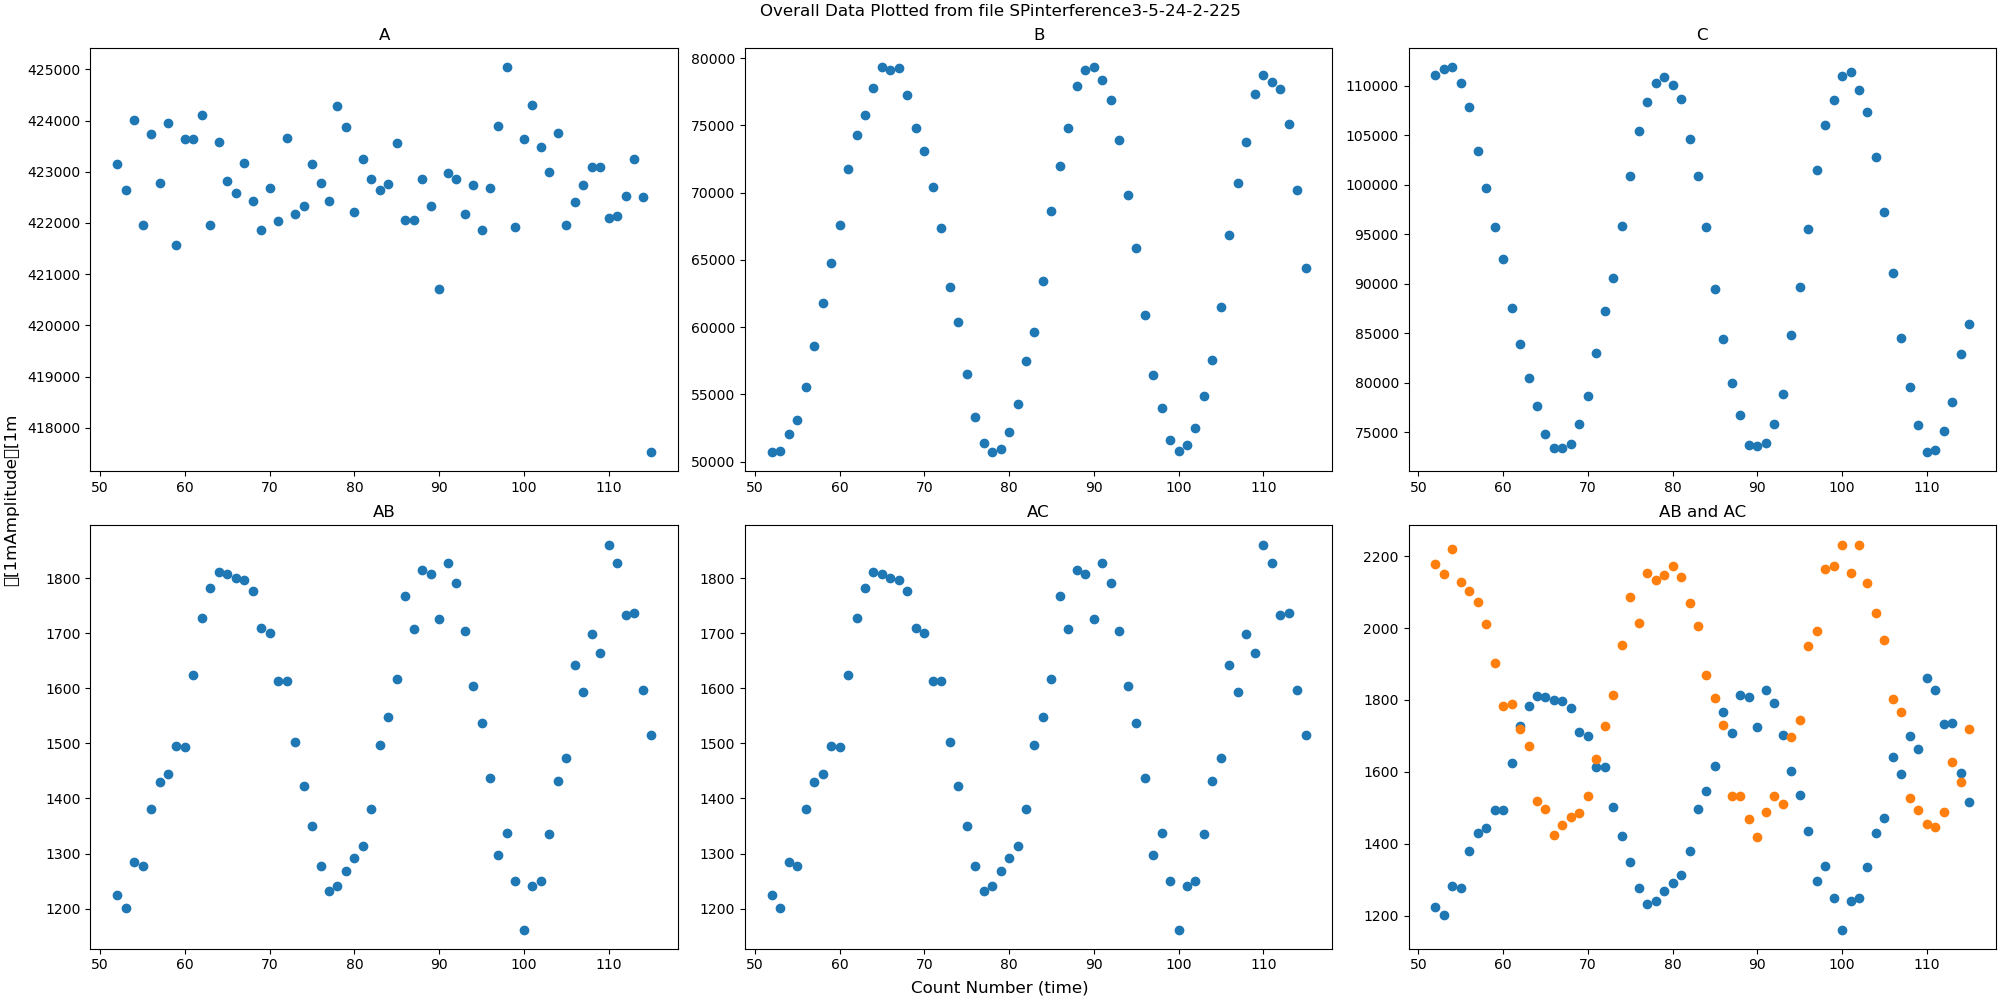 Overall Data Plotted from file SPinterference3-5-24-2-225
A
B
C
425000
424000
423000
422000
421000
420000
419000
418000
50 60 70 80 90 100 110
80000
75000
70000
65000
60000
55000
50000
50 60 70 80 90 100 110
110000
105000
100000
95000
90000
85000
80000
75000
50 60 70 80 90 100 110
▯[1mAmplitude▯[1m
AB
AC
AB and AC
1800
1700
1600
1500
1400
1300
1200
50 60 70 80 90 100 110
1800
1700
1600
1500
1400
1300
1200
50 60 70 80 90 100 110
2200
2000
1800
1600
1400
1200
50 60 70 80 90 100 110
Count Number (time)